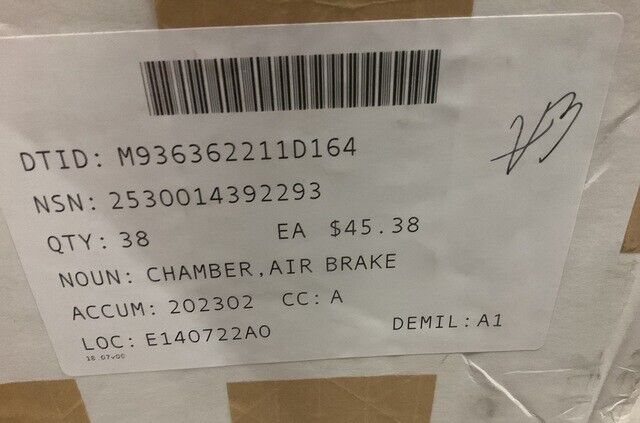 DTID: M936362211D164
NSN: 2530014392293
QTY: 38 EA $45.38
NOUN: CHAMBER,AIR BRAKE
ACCUM: 202302 CC: A
LOC: E140722A0 DEMIL: A1